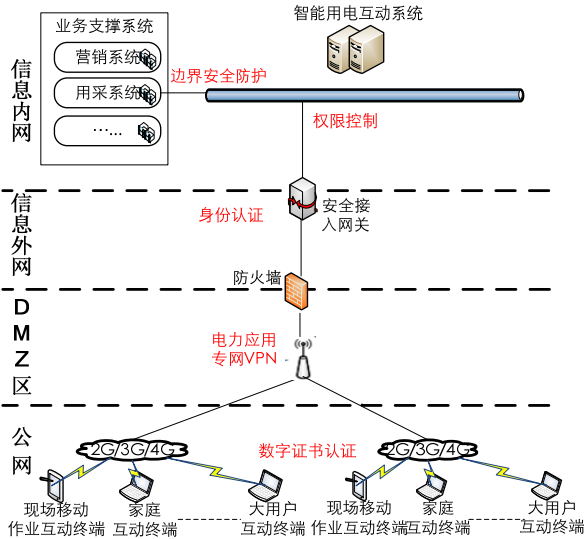 业务支撑系统
智能用电互动系统
营销系统
用采系统
…...
边界安全防护
权限控制
信息内网
身份认证
安全接
入网关
信息外网
防火墙
DMZ区
电力应用
专网VPN
公网
2G/3G/4G
数字证书认证
2G/3G/4G
现场移动
作业互动终端
家庭
互动终端
大用户
互动终端
现场移动
作业互动终端
家庭
互动终端
大用户
互动终端